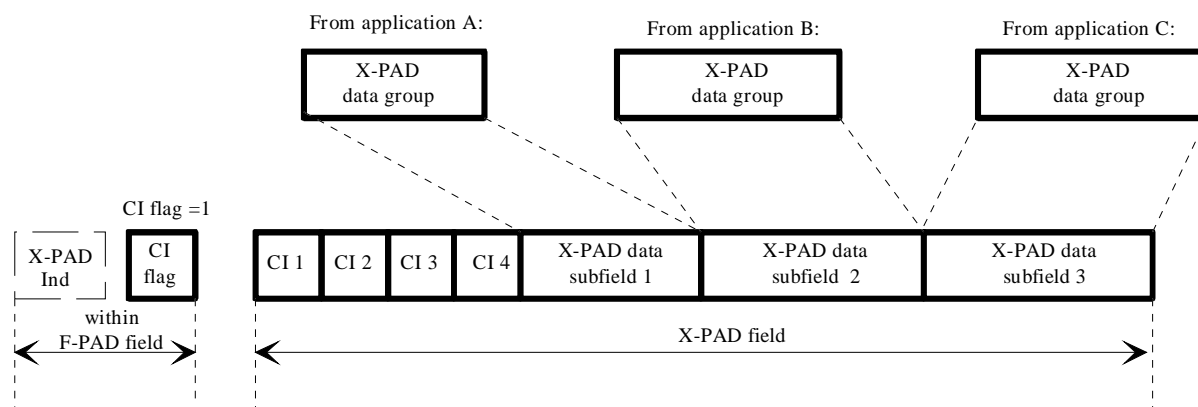 From application A:
From application B:
From application C:
X-PAD
data group
X-PAD
data group
X-PAD
data group
CI flag =1
X-PAD
Ind
CI
flag
CI 1
CI 2
CI 3
CI 4
X-PAD data
subfield 1
X-PAD data
subfield 2
X-PAD data
subfield 3
within
F-PAD field
X-PAD field